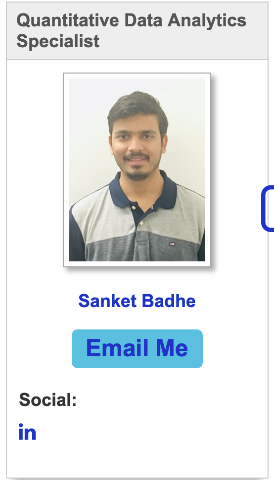 Quantitative Data Analytics
Specialist
Sanket Badhe
Email Me
Social:
in